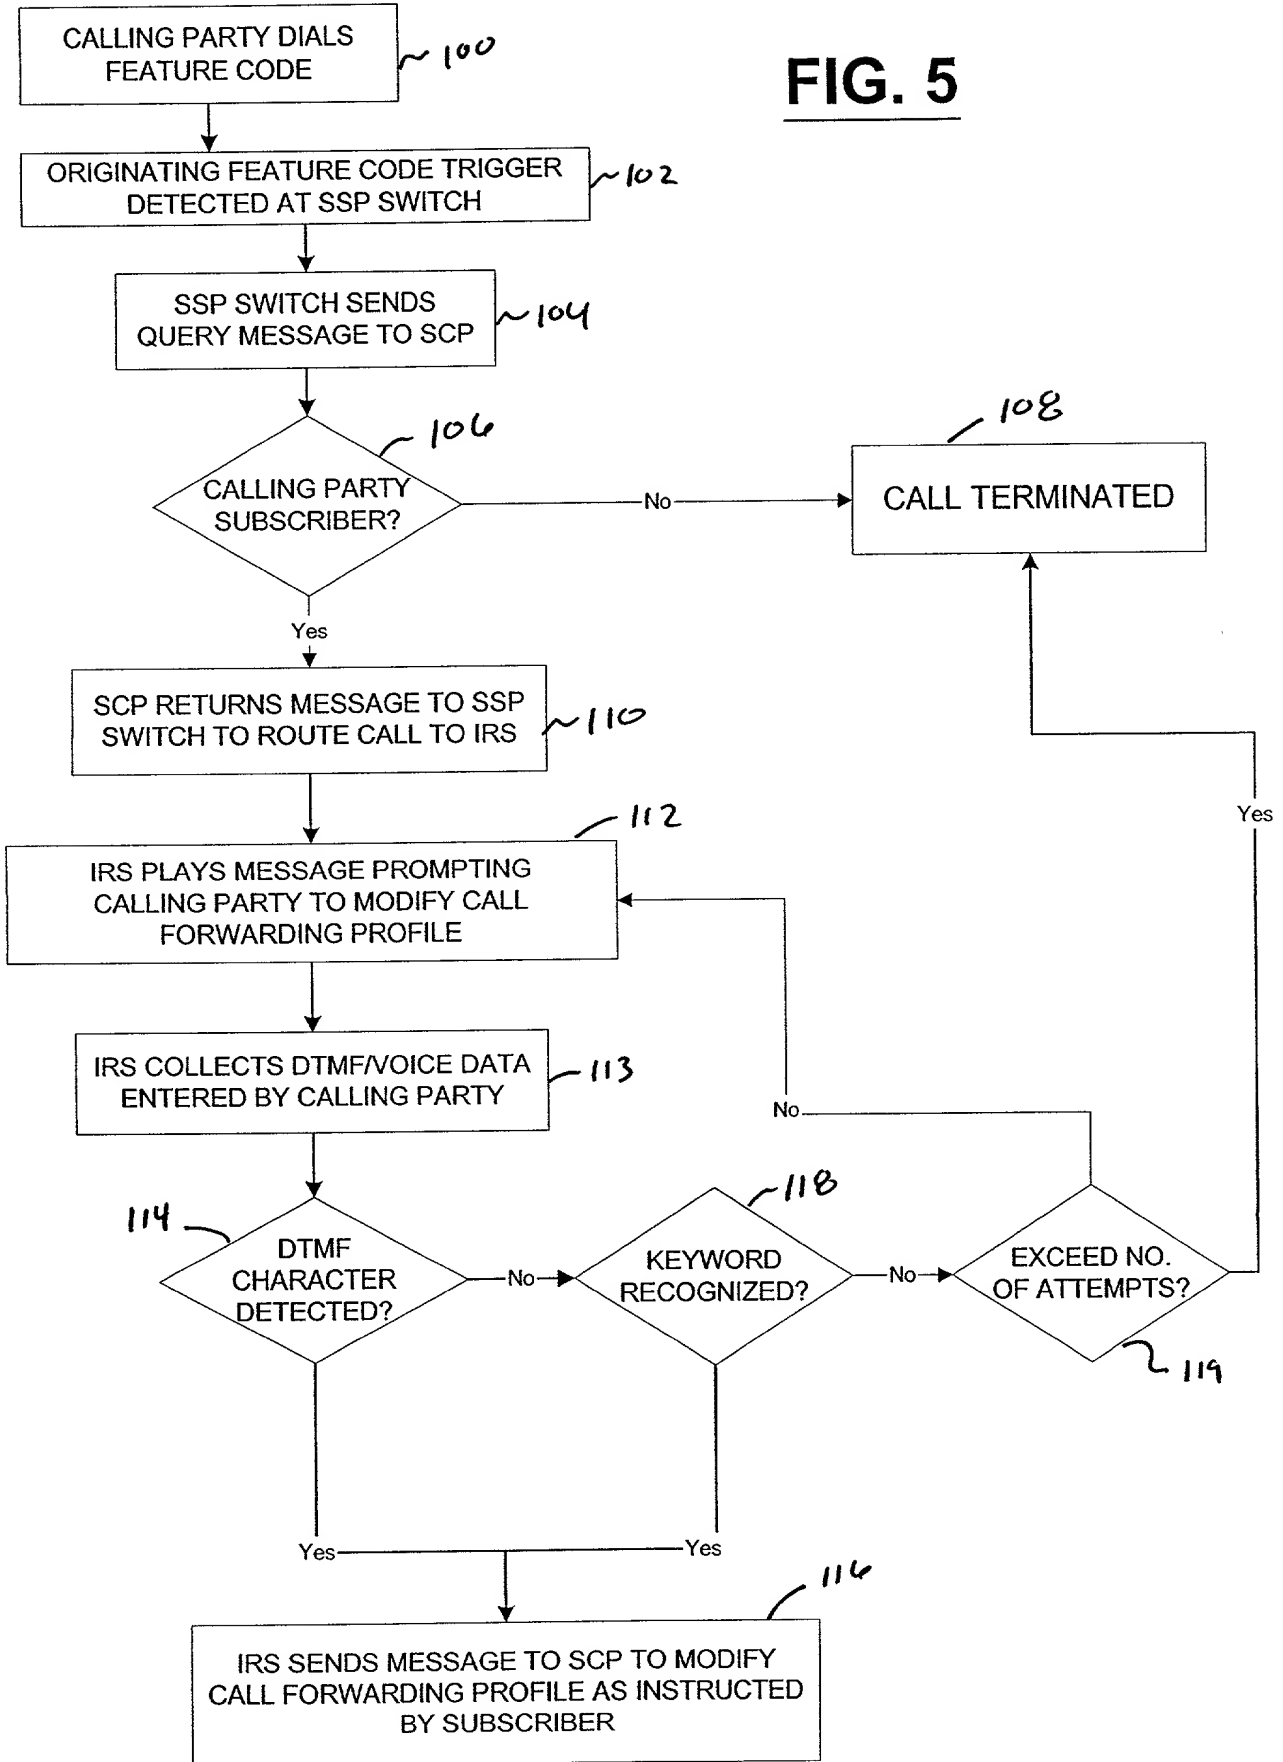 CALLING PARTY DIALS
FEATURE CODE
100
FIG. 5
ORIGINATING FEATURE CODE TRIGGER
DETECTED AT SSP SWITCH
102
SSP SWITCH SENDS
QUERY MESSAGE TO SCP
104
106
CALLING PARTY
SUBSCRIBER?
No
108
CALL TERMINATED
Yes
SCP RETURNS MESSAGE TO SSP
SWITCH TO ROUTE CALL TO IRS
110
Yes
112
IRS PLAYS MESSAGE PROMPTING
CALLING PARTY TO MODIFY CALL
FORWARDING PROFILE
IRS COLLECTS DTMF/VOICE DATA
ENTERED BY CALLING PARTY
113
No
114
DTMF
CHARACTER
DETECTED?
No
118
KEYWORD
RECOGNIZED?
No
EXCEED NO.
OF ATTEMPTS?
119
Yes
Yes
116
IRS SENDS MESSAGE TO SCP TO MODIFY
CALL FORWARDING PROFILE AS INSTRUCTED
BY SUBSCRIBER